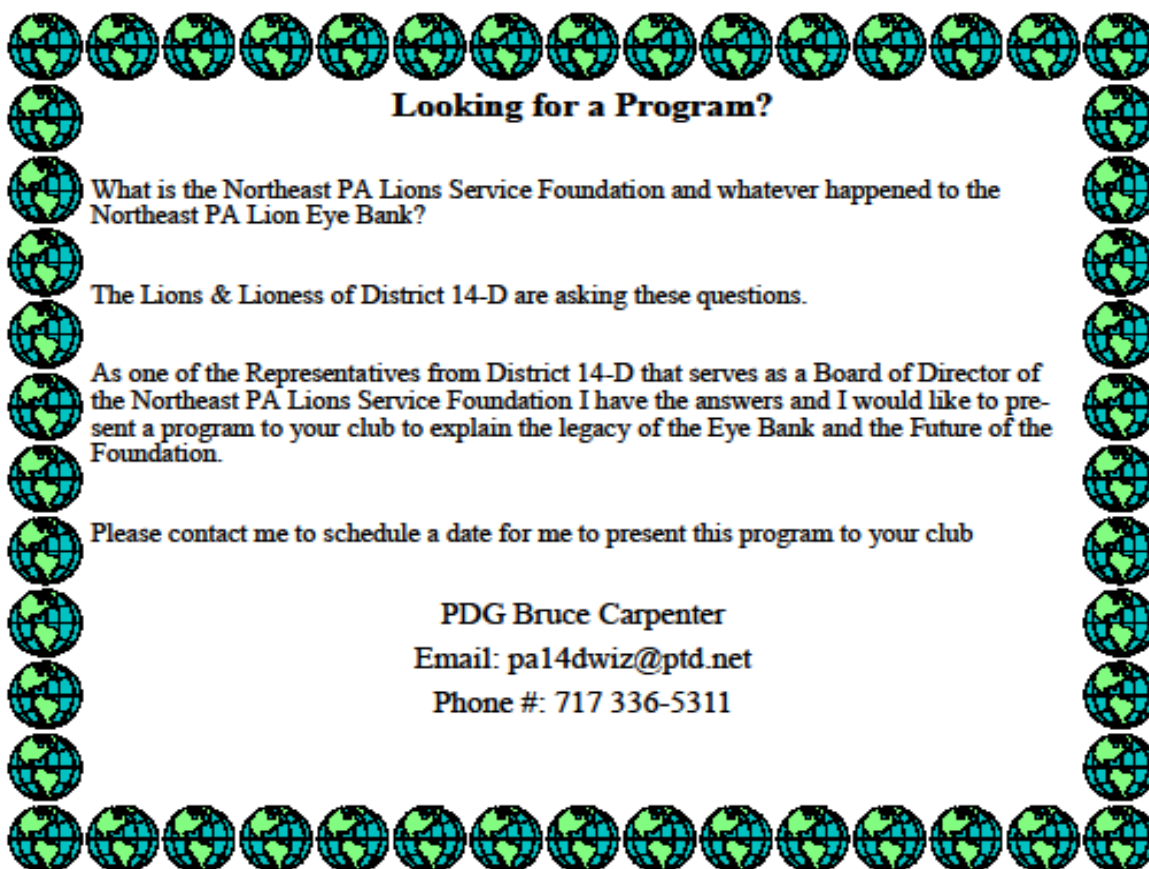 Looking for a Program?
What is the Northeast PA Lions Service Foundation and whatever happened to the
Northeast PA Lion Eye Bank?
The Lions & Lioness of District 14-D are asking these questions.
As one of the Representatives from District 14-D that serves as a Board of Director of
the Northeast PA Lions Service Foundation I have the answers and I would like to pre-
sent a program to your club to explain the legacy of the Eye Bank and the Future of the
Foundation.
Please contact me to schedule a date for me to present this program to your club
PDG Bruce Carpenter
Email: pa14dwiz@ptd.net
Phone #: 717 336-5311